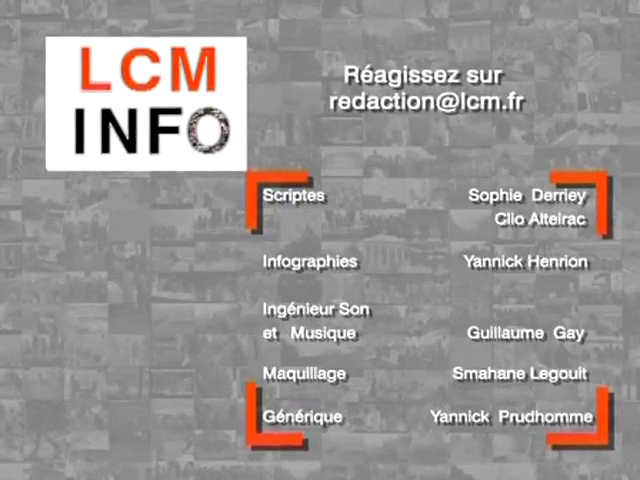 LCM
INFO
Réagissez sur
redaction@lcm.fr
Scriptes Sophie Derriey
Clio Alteirac
Infographies Yannick Henrion
Ingénieur Son
et Musique Guillaume Gay
Maquillage Smahane Legouit
Générique Yannick Prudhomme